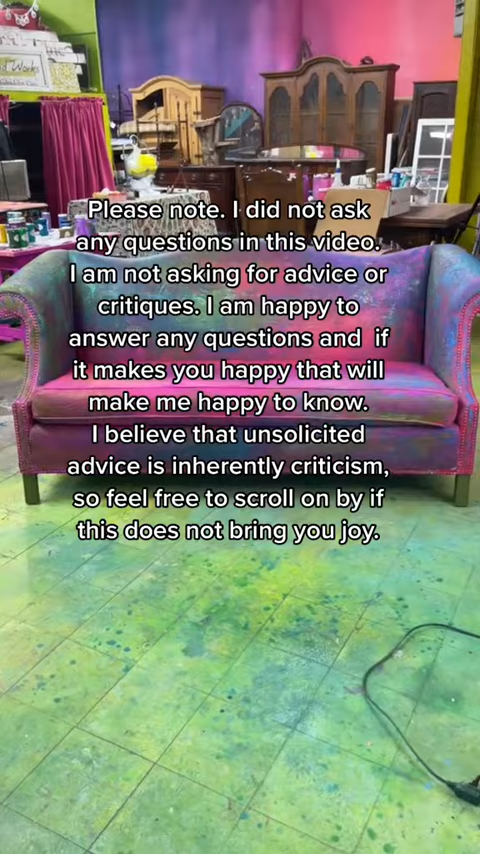 Please note. I did not ask
any questions in this video.
I am not asking for advice or
critiques. I am happy to
answer any questions and  if
it makes you happy that will
make me happy to know.
I believe that unsolicited
advice is inherently criticism,
so feel free to scroll on by if
this does not bring you joy.